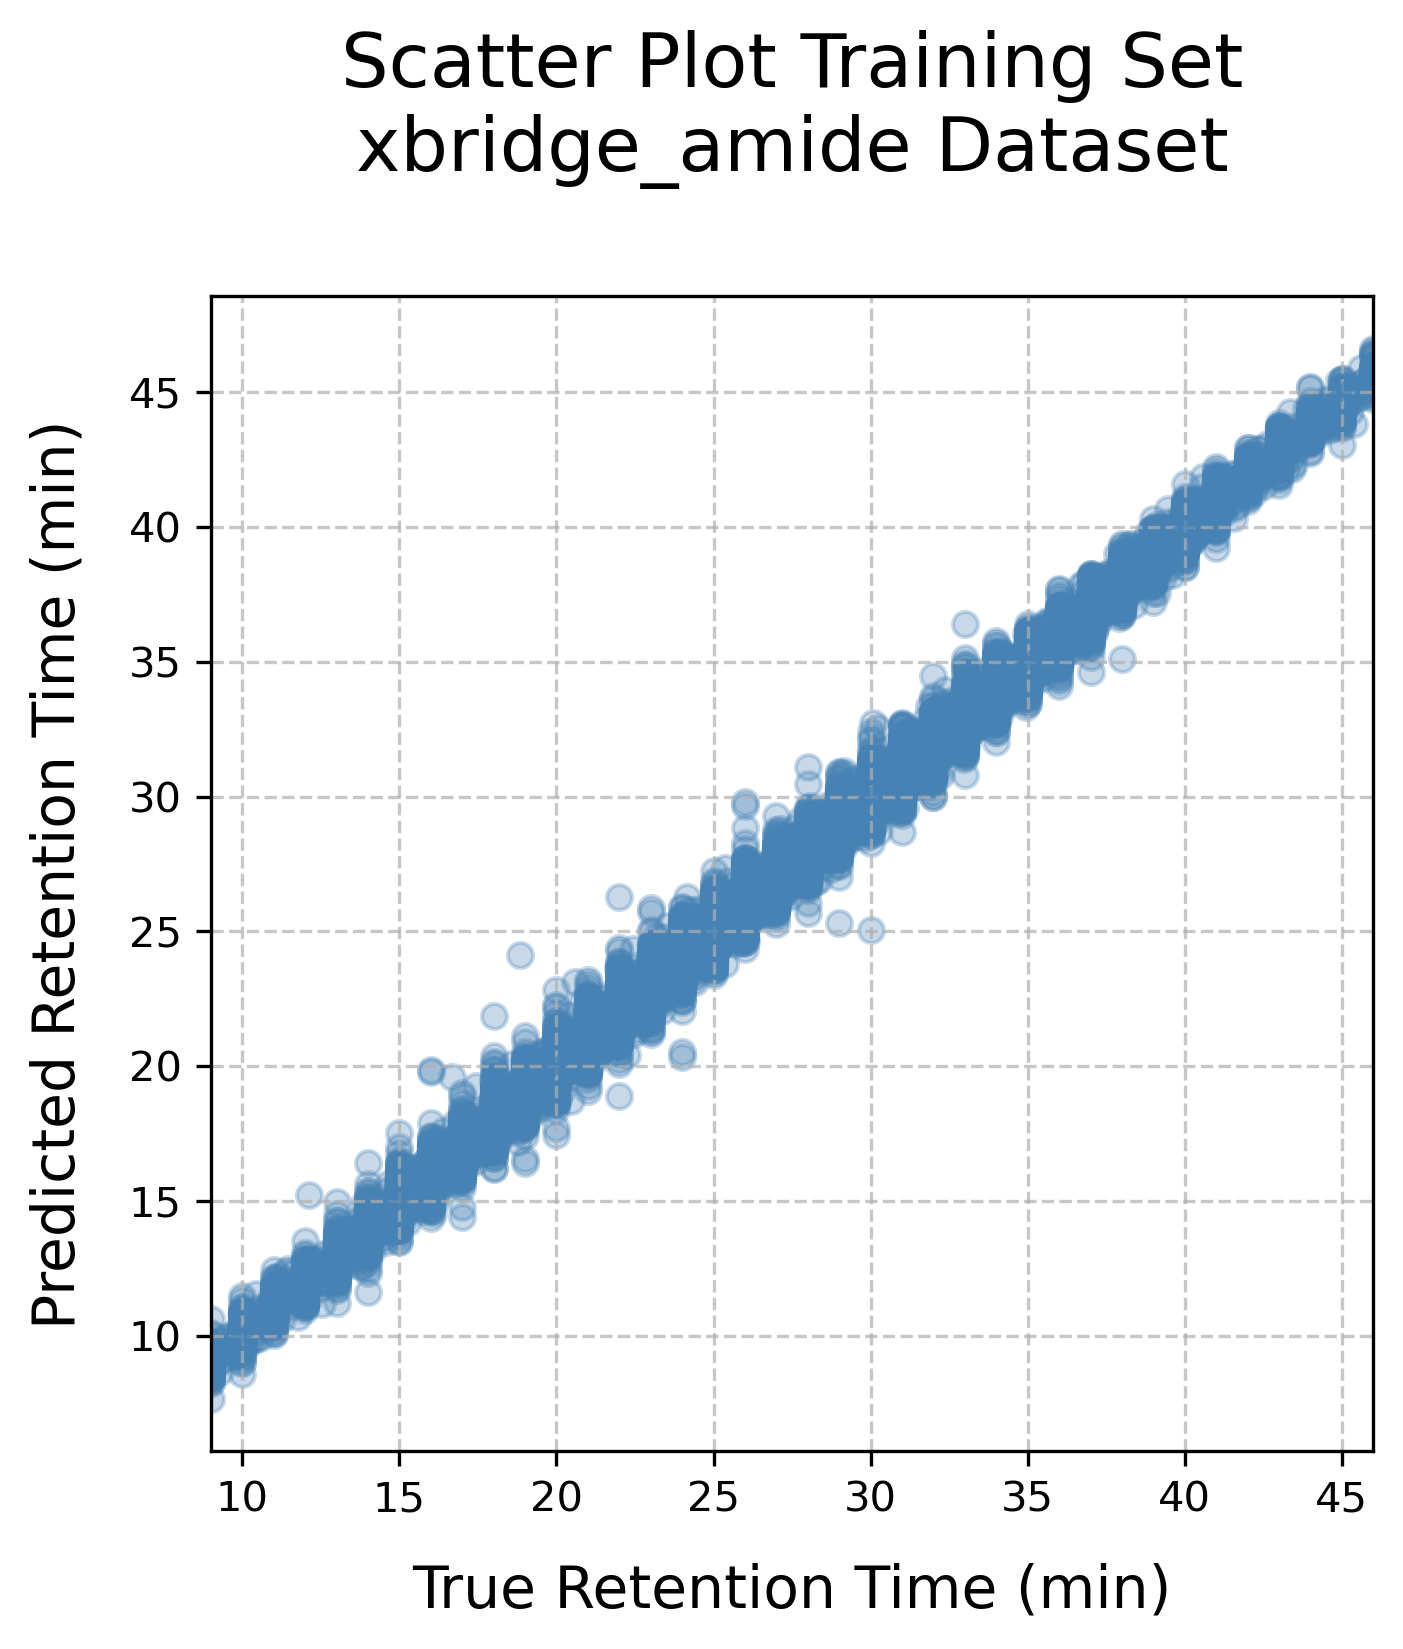 Scatter Plot Training Set
xbridge_amide Dataset
Predicted Retention Time (min)
45
40
35
30
25
20
15
10
10 15 20 25 30 35 40 45
True Retention Time (min)